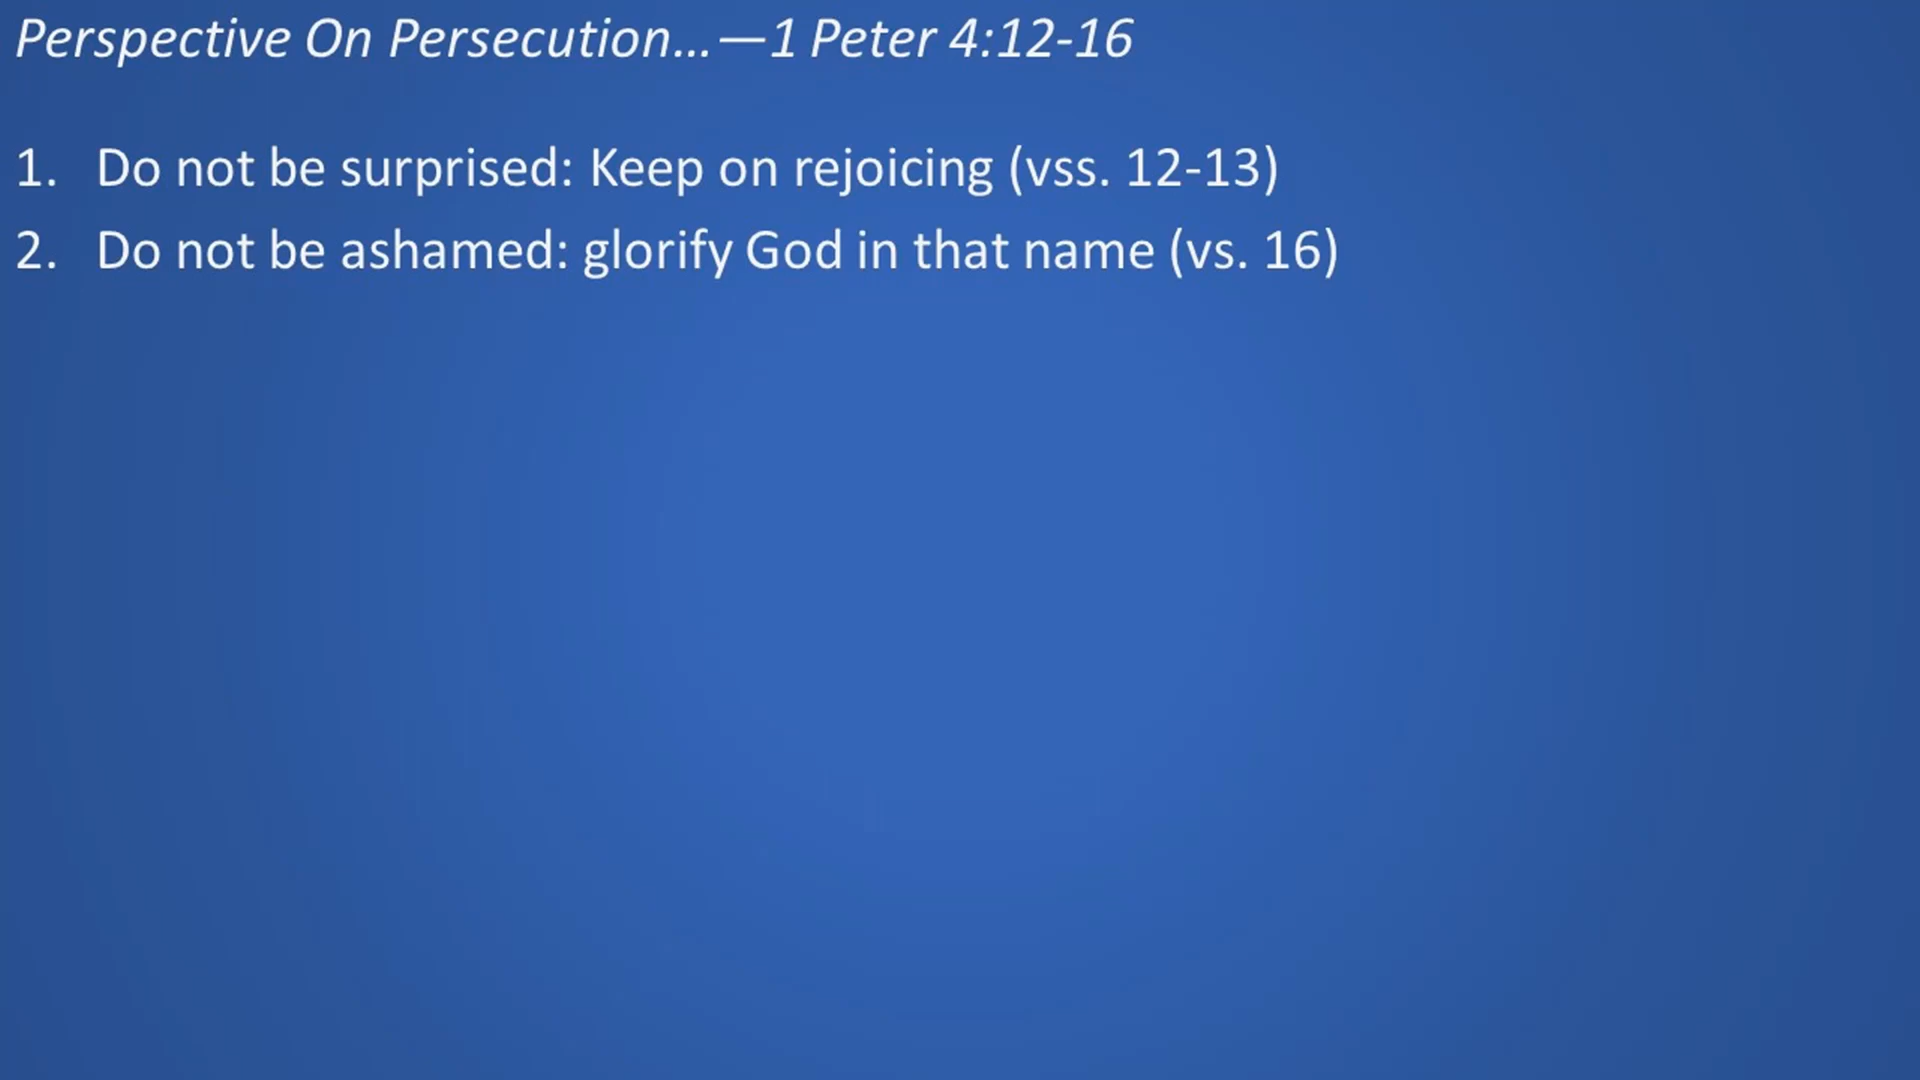 Perspective On Persecution…—1 Peter 4:12-16
1. Do not be surprised: Keep on rejoicing (vss. 12-13)
2. Do not be ashamed: glorify God in that name (vs. 16)